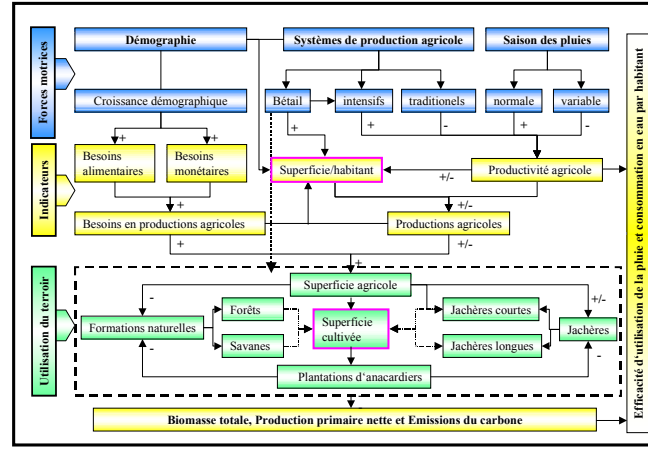 Forces motrices
Démographie
Systèmes de production agricole
Saison des pluies
Croissance démographique
Bétail
intensifs
traditionels
normale
variable
+
+
+
+
-
+
-
Indicateurs
Besoins
alimentaires
Besoins
monétaires
Superficie/habitant
+/-
Productivité agricole
+
+/-
Besoins en productions agricoles
Productions agricoles
+
+/-
+
Utilisation du terroir
Superficie agricole
-
+/-
Formations naturelles
Forêts
Savanes
Superficie
cultivée
Jachères courtes
Jachères longues
Jachères
-
-
Plantations d'anacardiers
Biomasse totale, Production primaire nette et Emissions du carbone
Efficacité d'utilisation de la pluie et consommation en eau par habitant